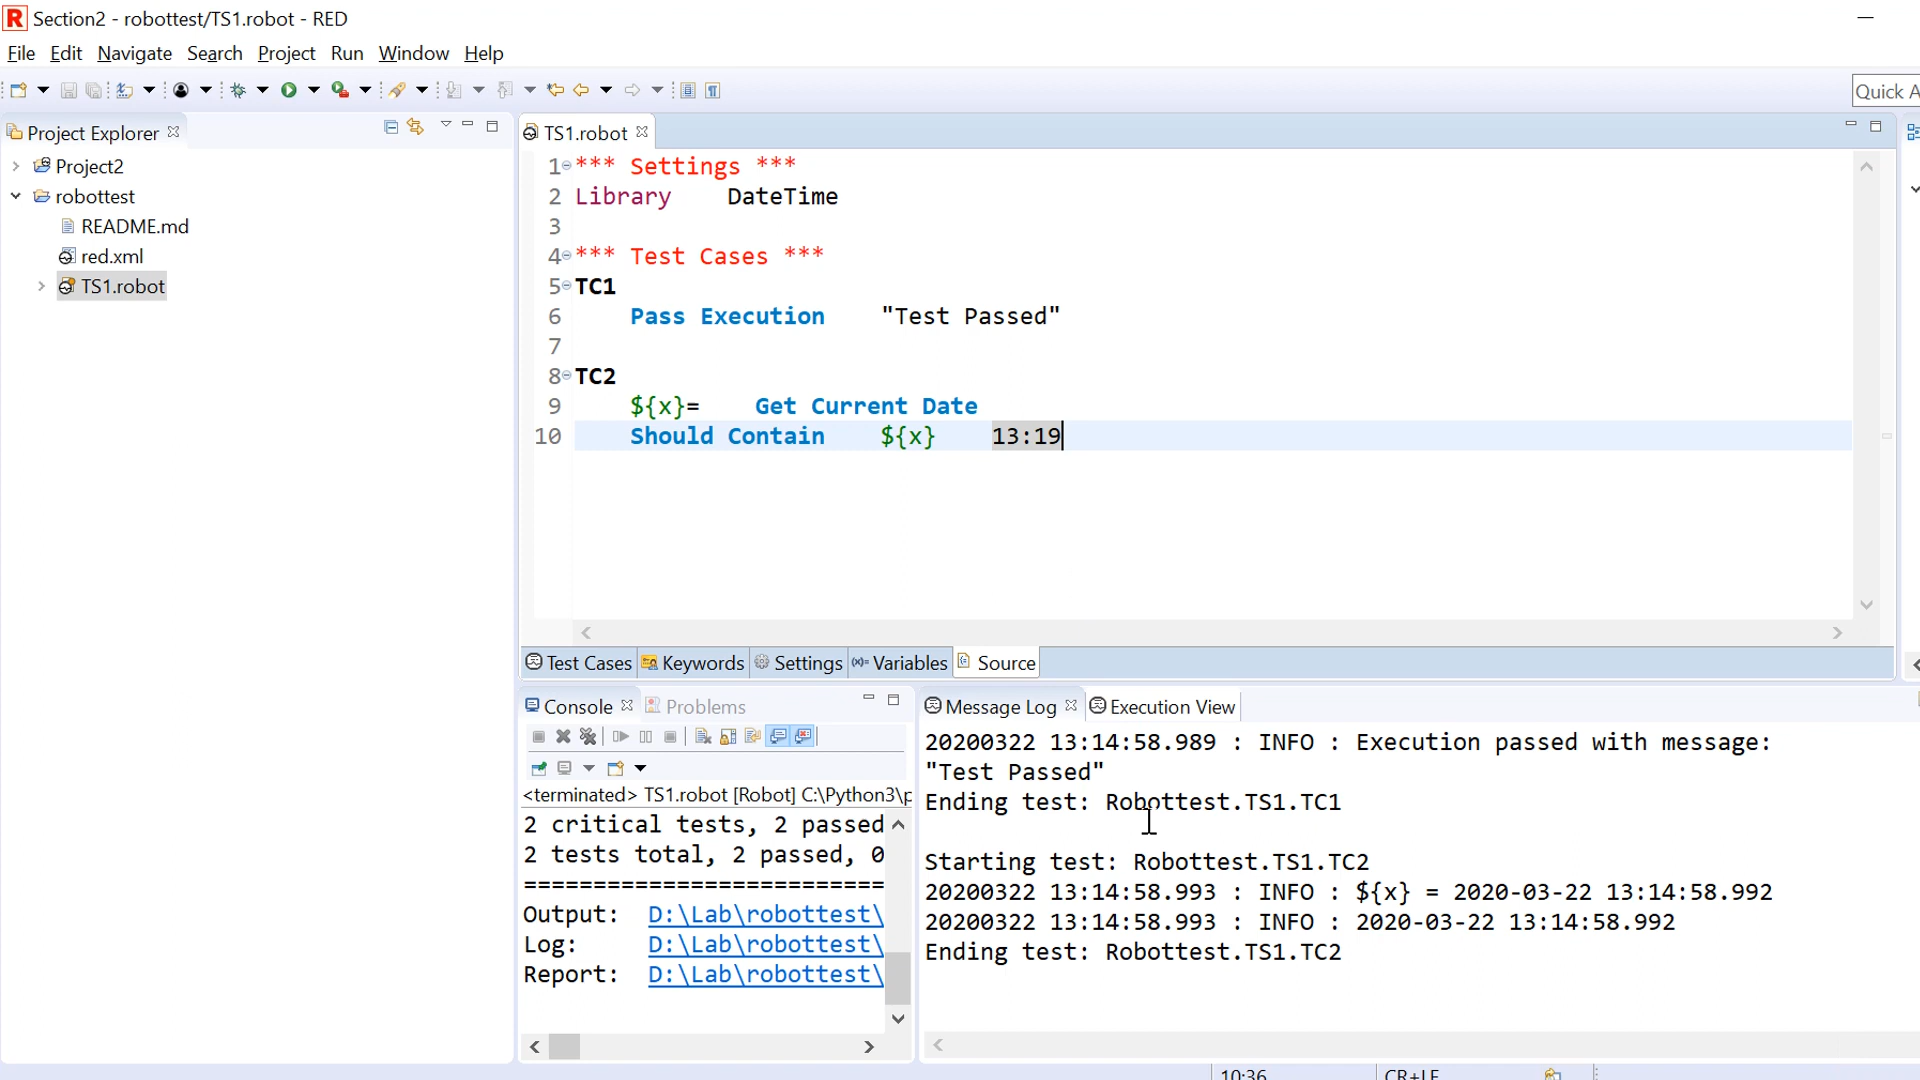 Section2 - robottest/TS1.robot - RED
File Edit Navigate Search Project Run Window Help
Quick A
Project Explorer
Project2
robottest
README.md
red.xml
TS1.robot
TS1.robot
1 *** Settings ***
2 Library    DateTime
3
4 *** Test Cases ***
5 TC1
6     Pass Execution    "Test Passed"
7
8 TC2
9     ${x}=    Get Current Date
10     Should Contain    ${x}    13:19
Test Cases Keywords Settings Variables Source
Console Problems
<terminated> TS1.robot [Robot] C:\Python3\p
2 critical tests, 2 passed
2 tests total, 2 passed, 0
==========================
Output:  D:\Lab\robottest\
Log:     D:\Lab\robottest\
Report:  D:\Lab\robottest\
Message Log Execution View
20200322 13:14:58.989 : INFO : Execution passed with message:
"Test Passed"
Ending test: Robottest.TS1.TC1
Starting test: Robottest.TS1.TC2
20200322 13:14:58.993 : INFO : ${x} = 2020-03-22 13:14:58.992
20200322 13:14:58.993 : INFO : 2020-03-22 13:14:58.992
Ending test: Robottest.TS1.TC2
10:36 CR+LF